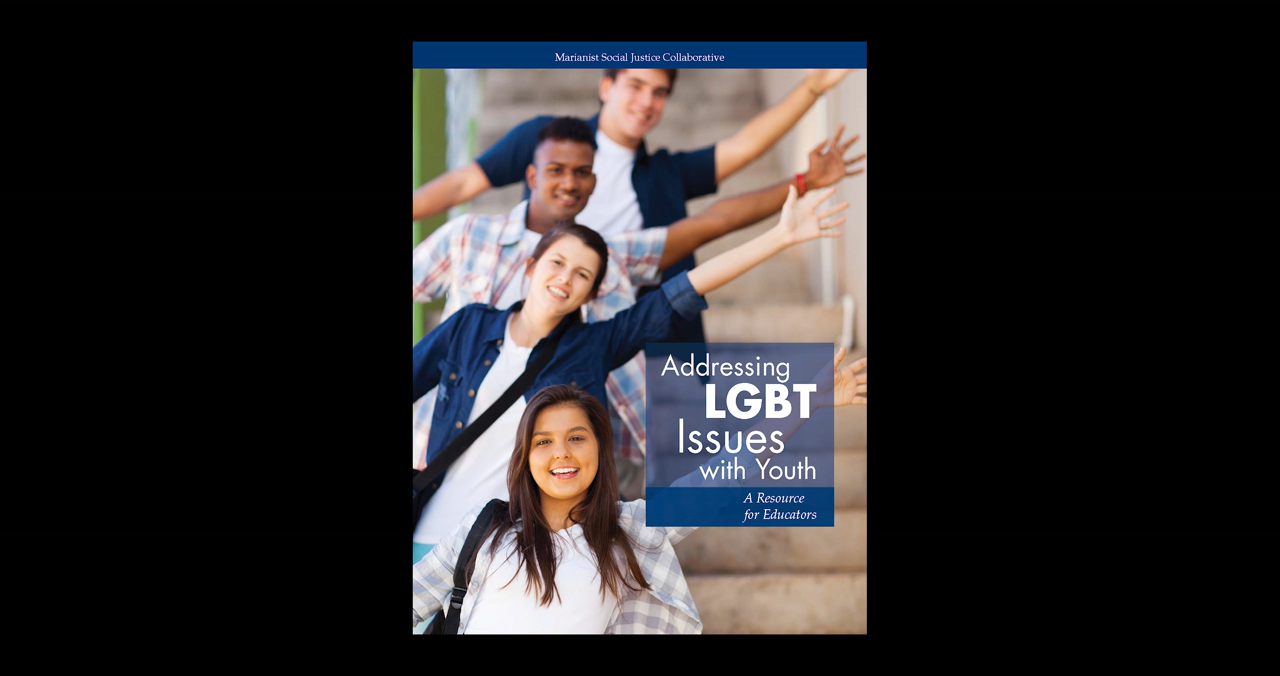 Marianist Social Justice Collaborative
Addressing
LGBT
Issues
with Youth
A Resource
for Educators